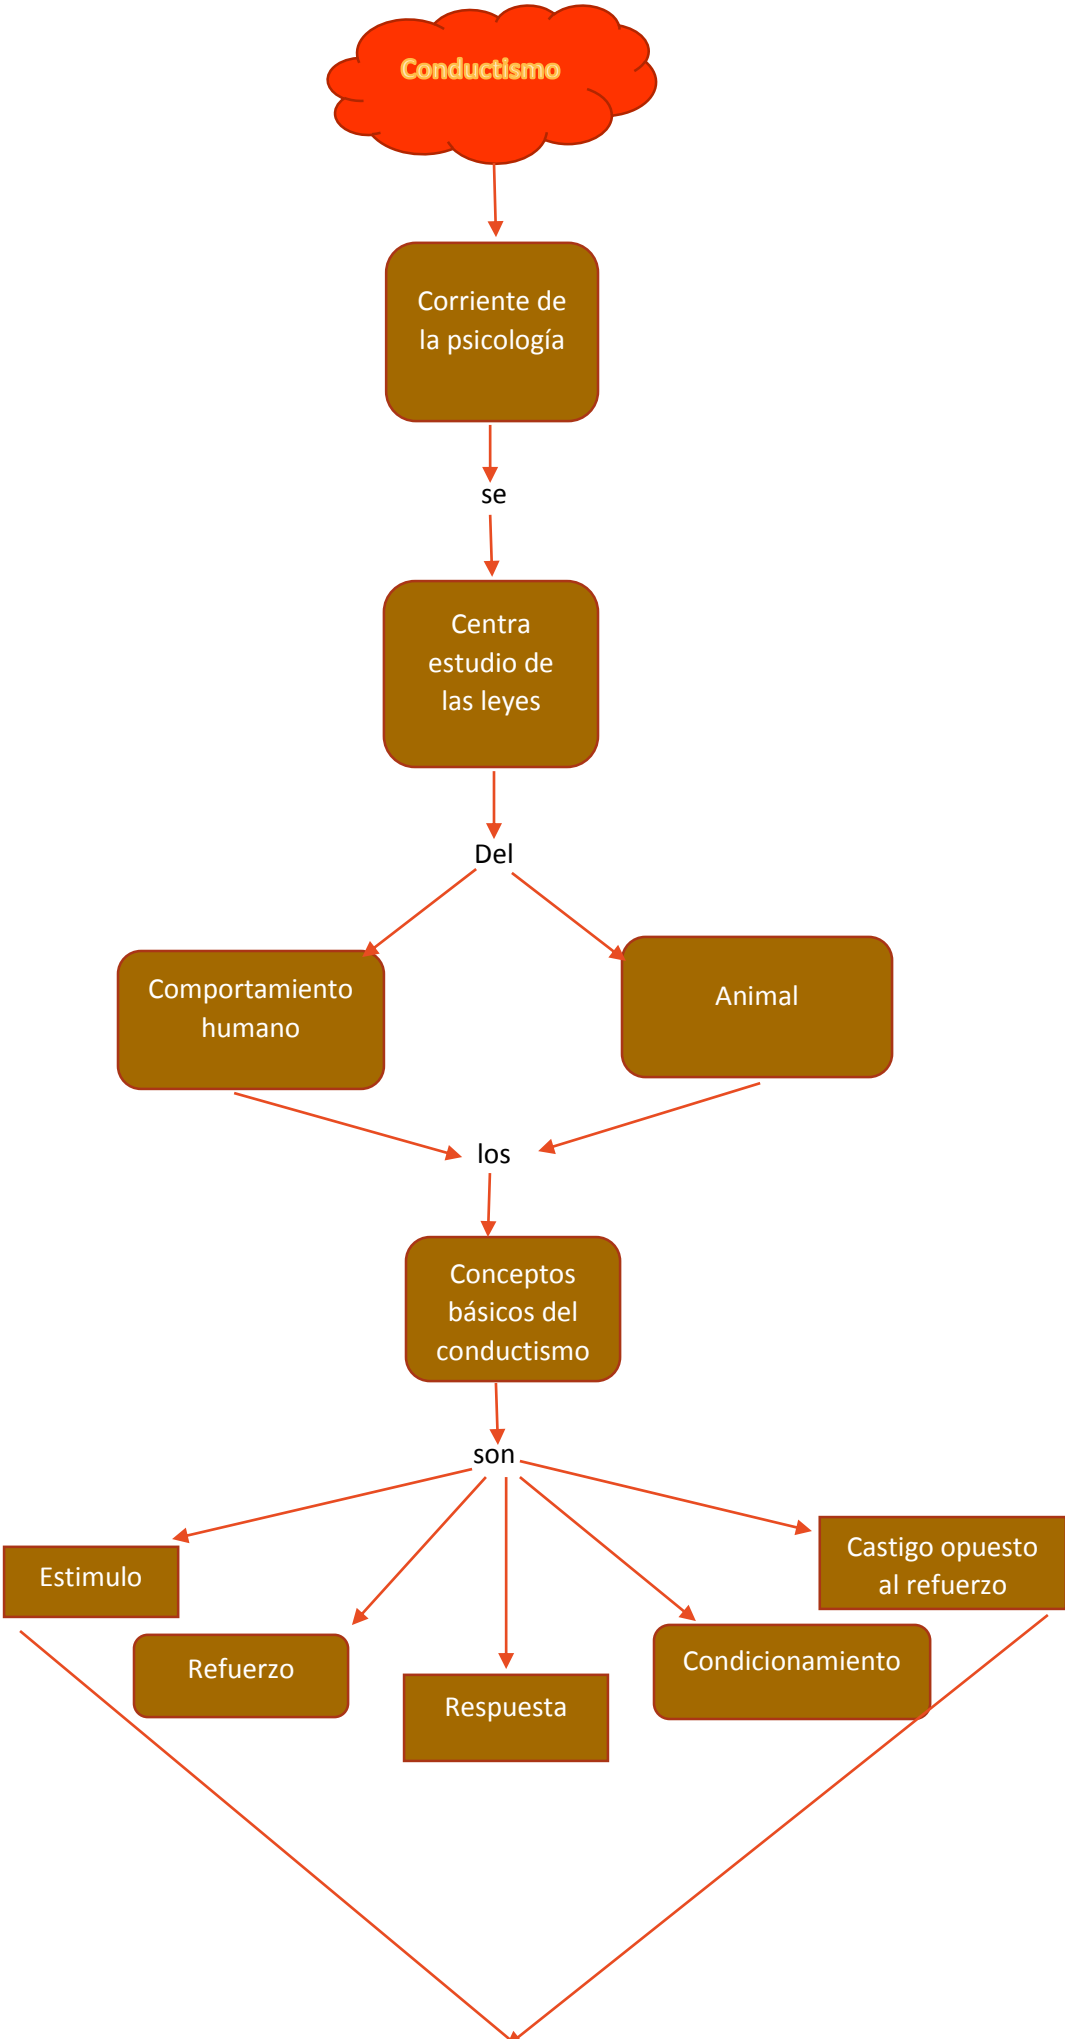 Conductismo
Corriente de
la psicología
se
Centra
estudio de
las leyes
Del
Comportamiento
humano
Animal
los
Conceptos
básicos del
conductismo
son
Estimulo
Castigo opuesto
al refuerzo
Refuerzo
Respuesta
Condicionamiento